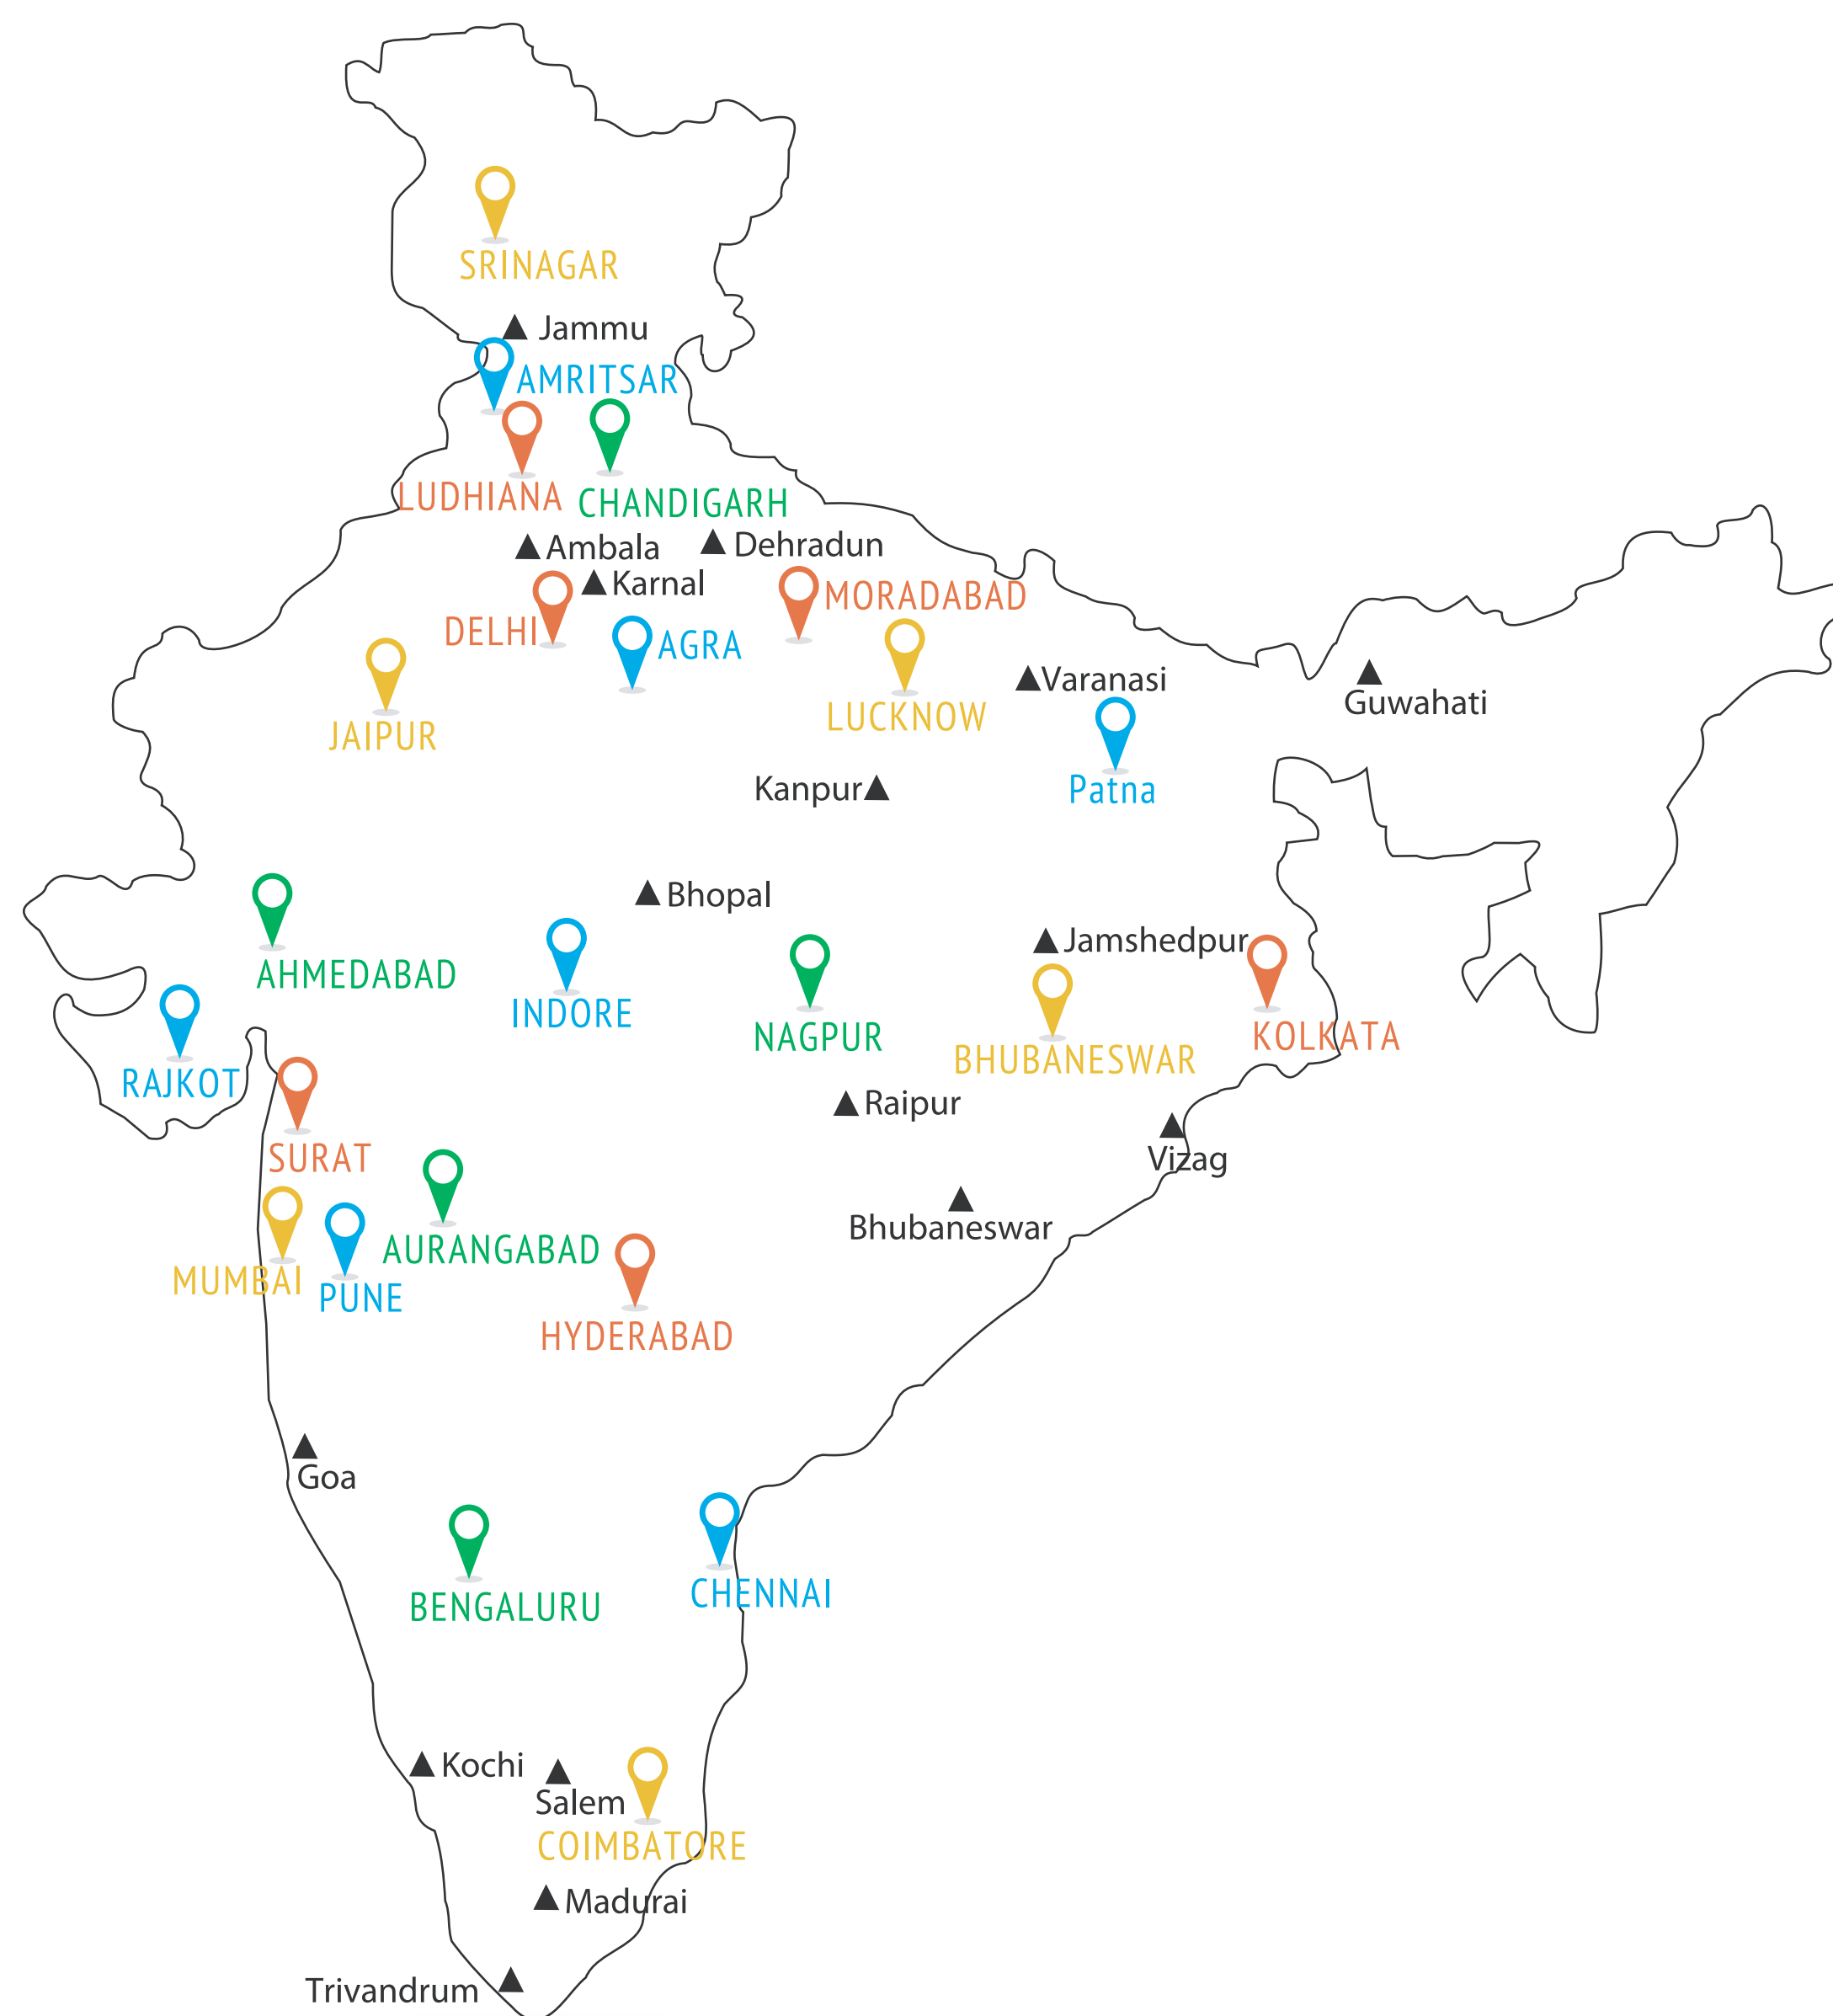 SRINAGAR
Jammu
AMRITSAR
LUDHIANA
CHANDIGARH
Ambala
Dehradun
Karnal
MORADABAD
DELHI
AGRA
Varanasi
Guwahati
LUCKNOW
JAIPUR
Kanpur
Patna
Bhopal
Jamshedpur
AHMEDABAD
INDORE
NAGPUR
KOLKATA
BHUBANESWAR
RAJKOT
Raipur
SURAT
Vizag
Bhubaneswar
AURANGABAD
MUMBAI
PUNE
HYDERABAD
Goa
CHENNAI
BENGALURU
Kochi
Salem
COIMBATORE
Madurai
Trivandrum